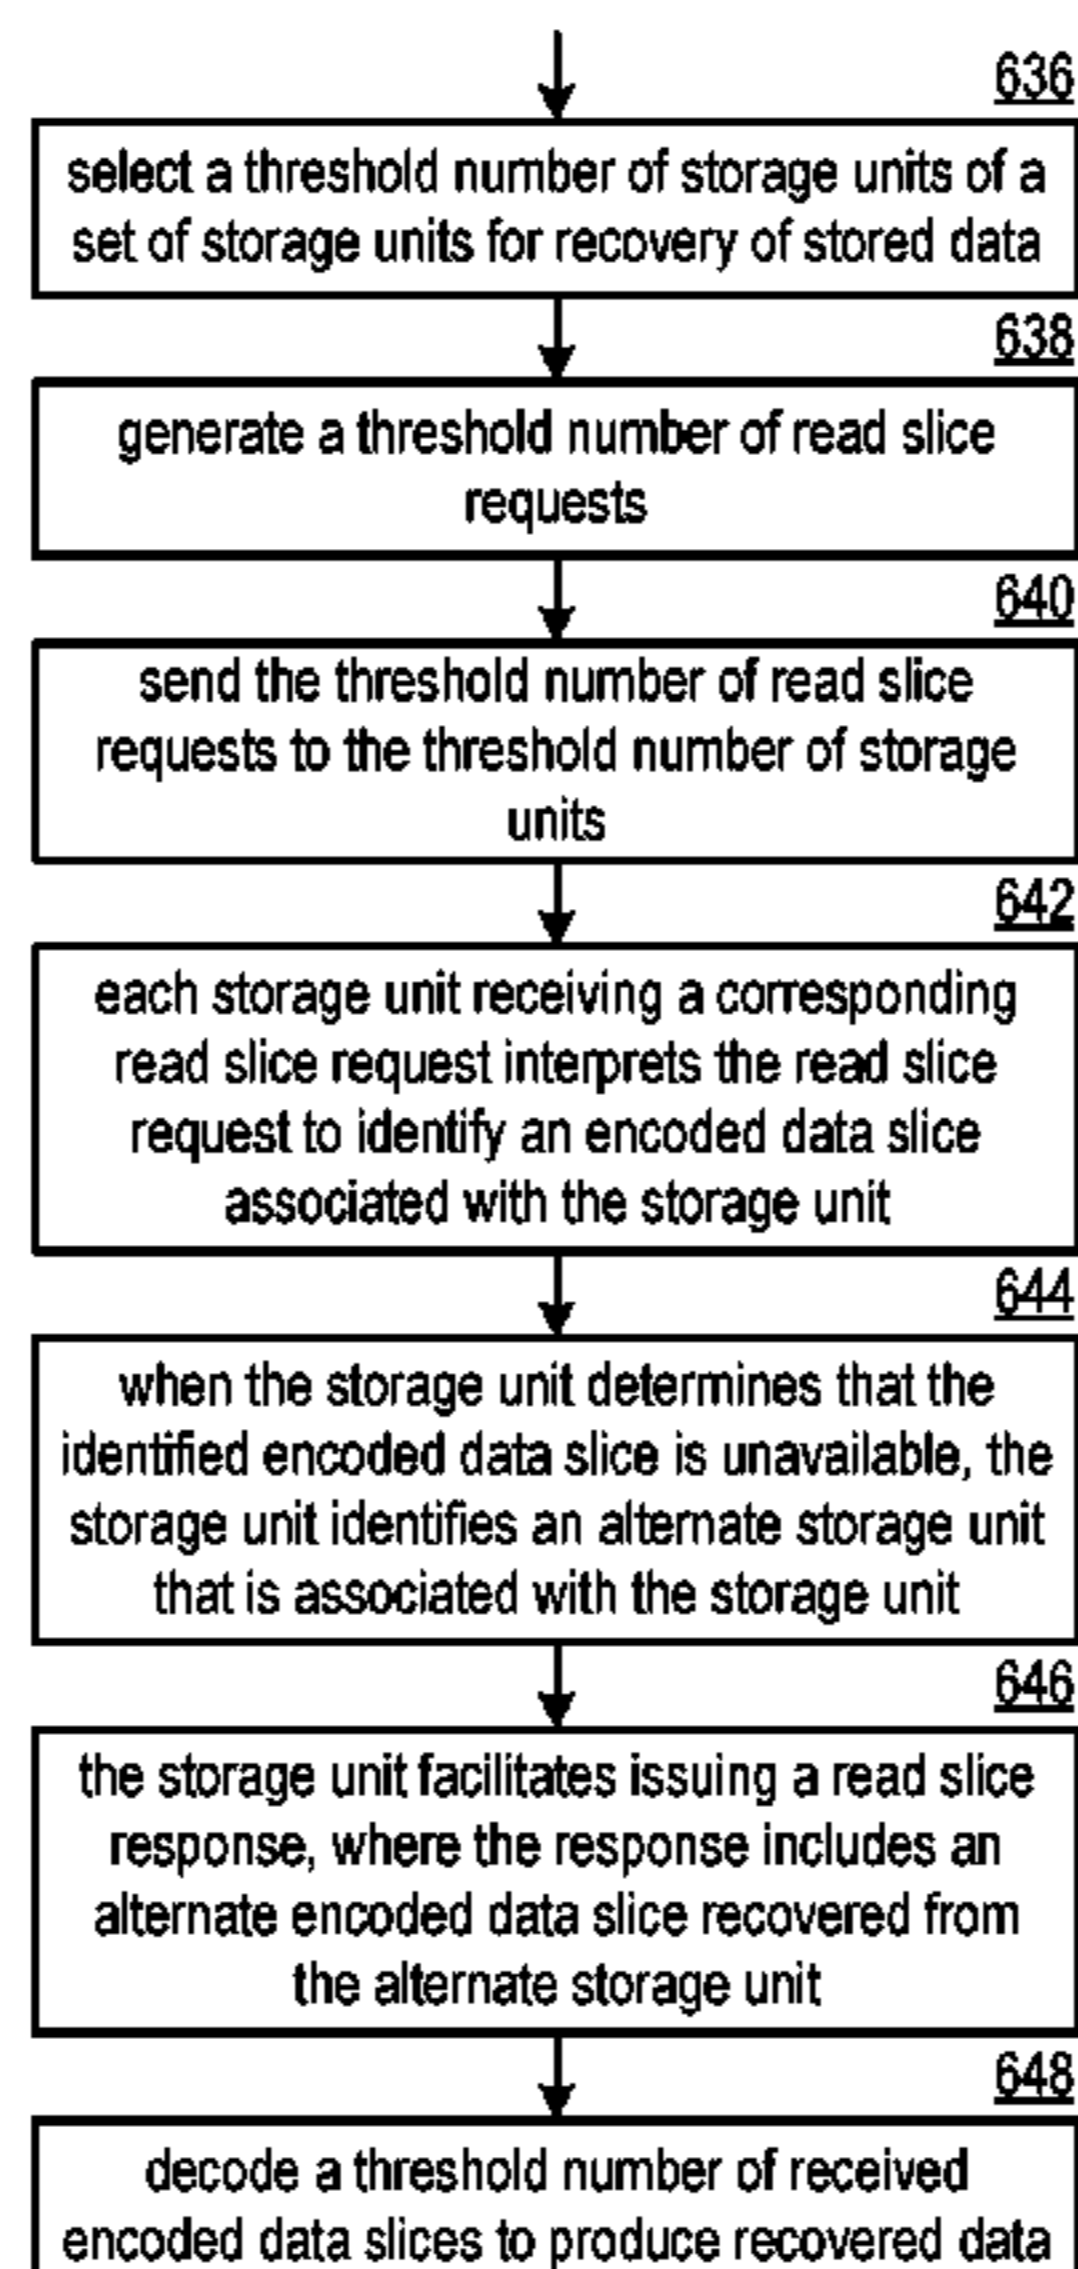 636
select a threshold number of storage units of a
set of storage units for recovery of stored data
638
generate a threshold number of read slice
requests
640
send the threshold number of read slice
requests to the threshold number of storage
units
642
each storage unit receiving a corresponding
read slice request interprets the read slice
request to identify an encoded data slice
associated with the storage unit
644
when the storage unit determines that the
identified encoded data slice is unavailable, the
storage unit identifies an alternate storage unit
that is associated with the storage unit
646
the storage unit facilitates issuing a read slice
response, where the response includes an
alternate encoded data slice recovered from
the alternate storage unit
648
decode a threshold number of received
encoded data slices to produce recovered data